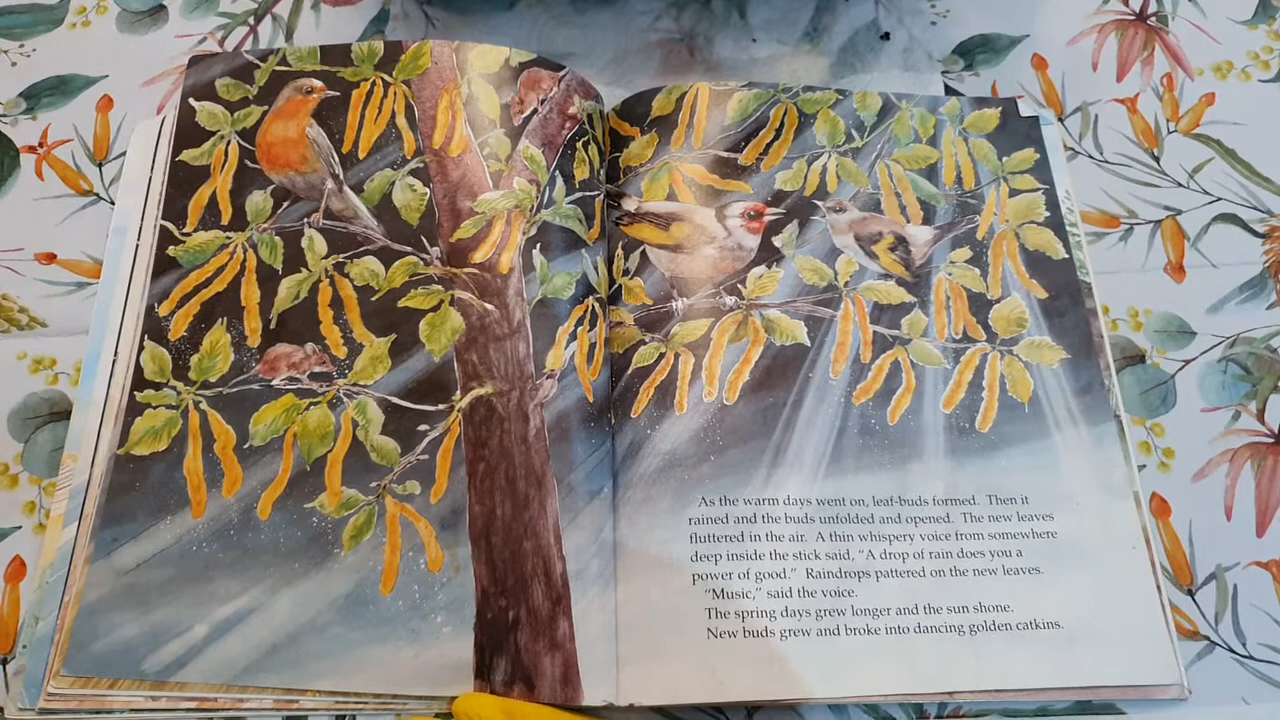 As the warm days went on, leaf-buds formed. Then it
rained and the buds unfolded and opened. The new leaves
fluttered in the air. A thin whispery voice from somewhere
deep inside the stick said, “A drop of rain does you a
power of good.” Raindrops pattered on the new leaves.
“Music,” said the voice.
The spring days grew longer and the sun shone.
New buds grew and broke into dancing golden catkins.